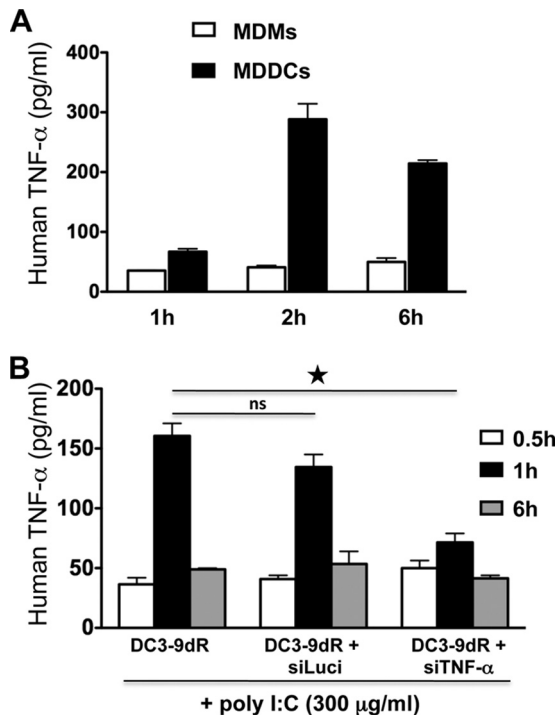 A
MDMs
MDDCs
Human TNF-α (pg/ml)
400
300
200
100
0
1h
2h
6h
B
Human TNF-α (pg/ml)
200
150
100
50
0
★
ns
0.5h
1h
6h
DC3-9dR
DC3-9dR +
siLuci
DC3-9dR +
siTNF-α
+ poly I:C (300 μg/ml)